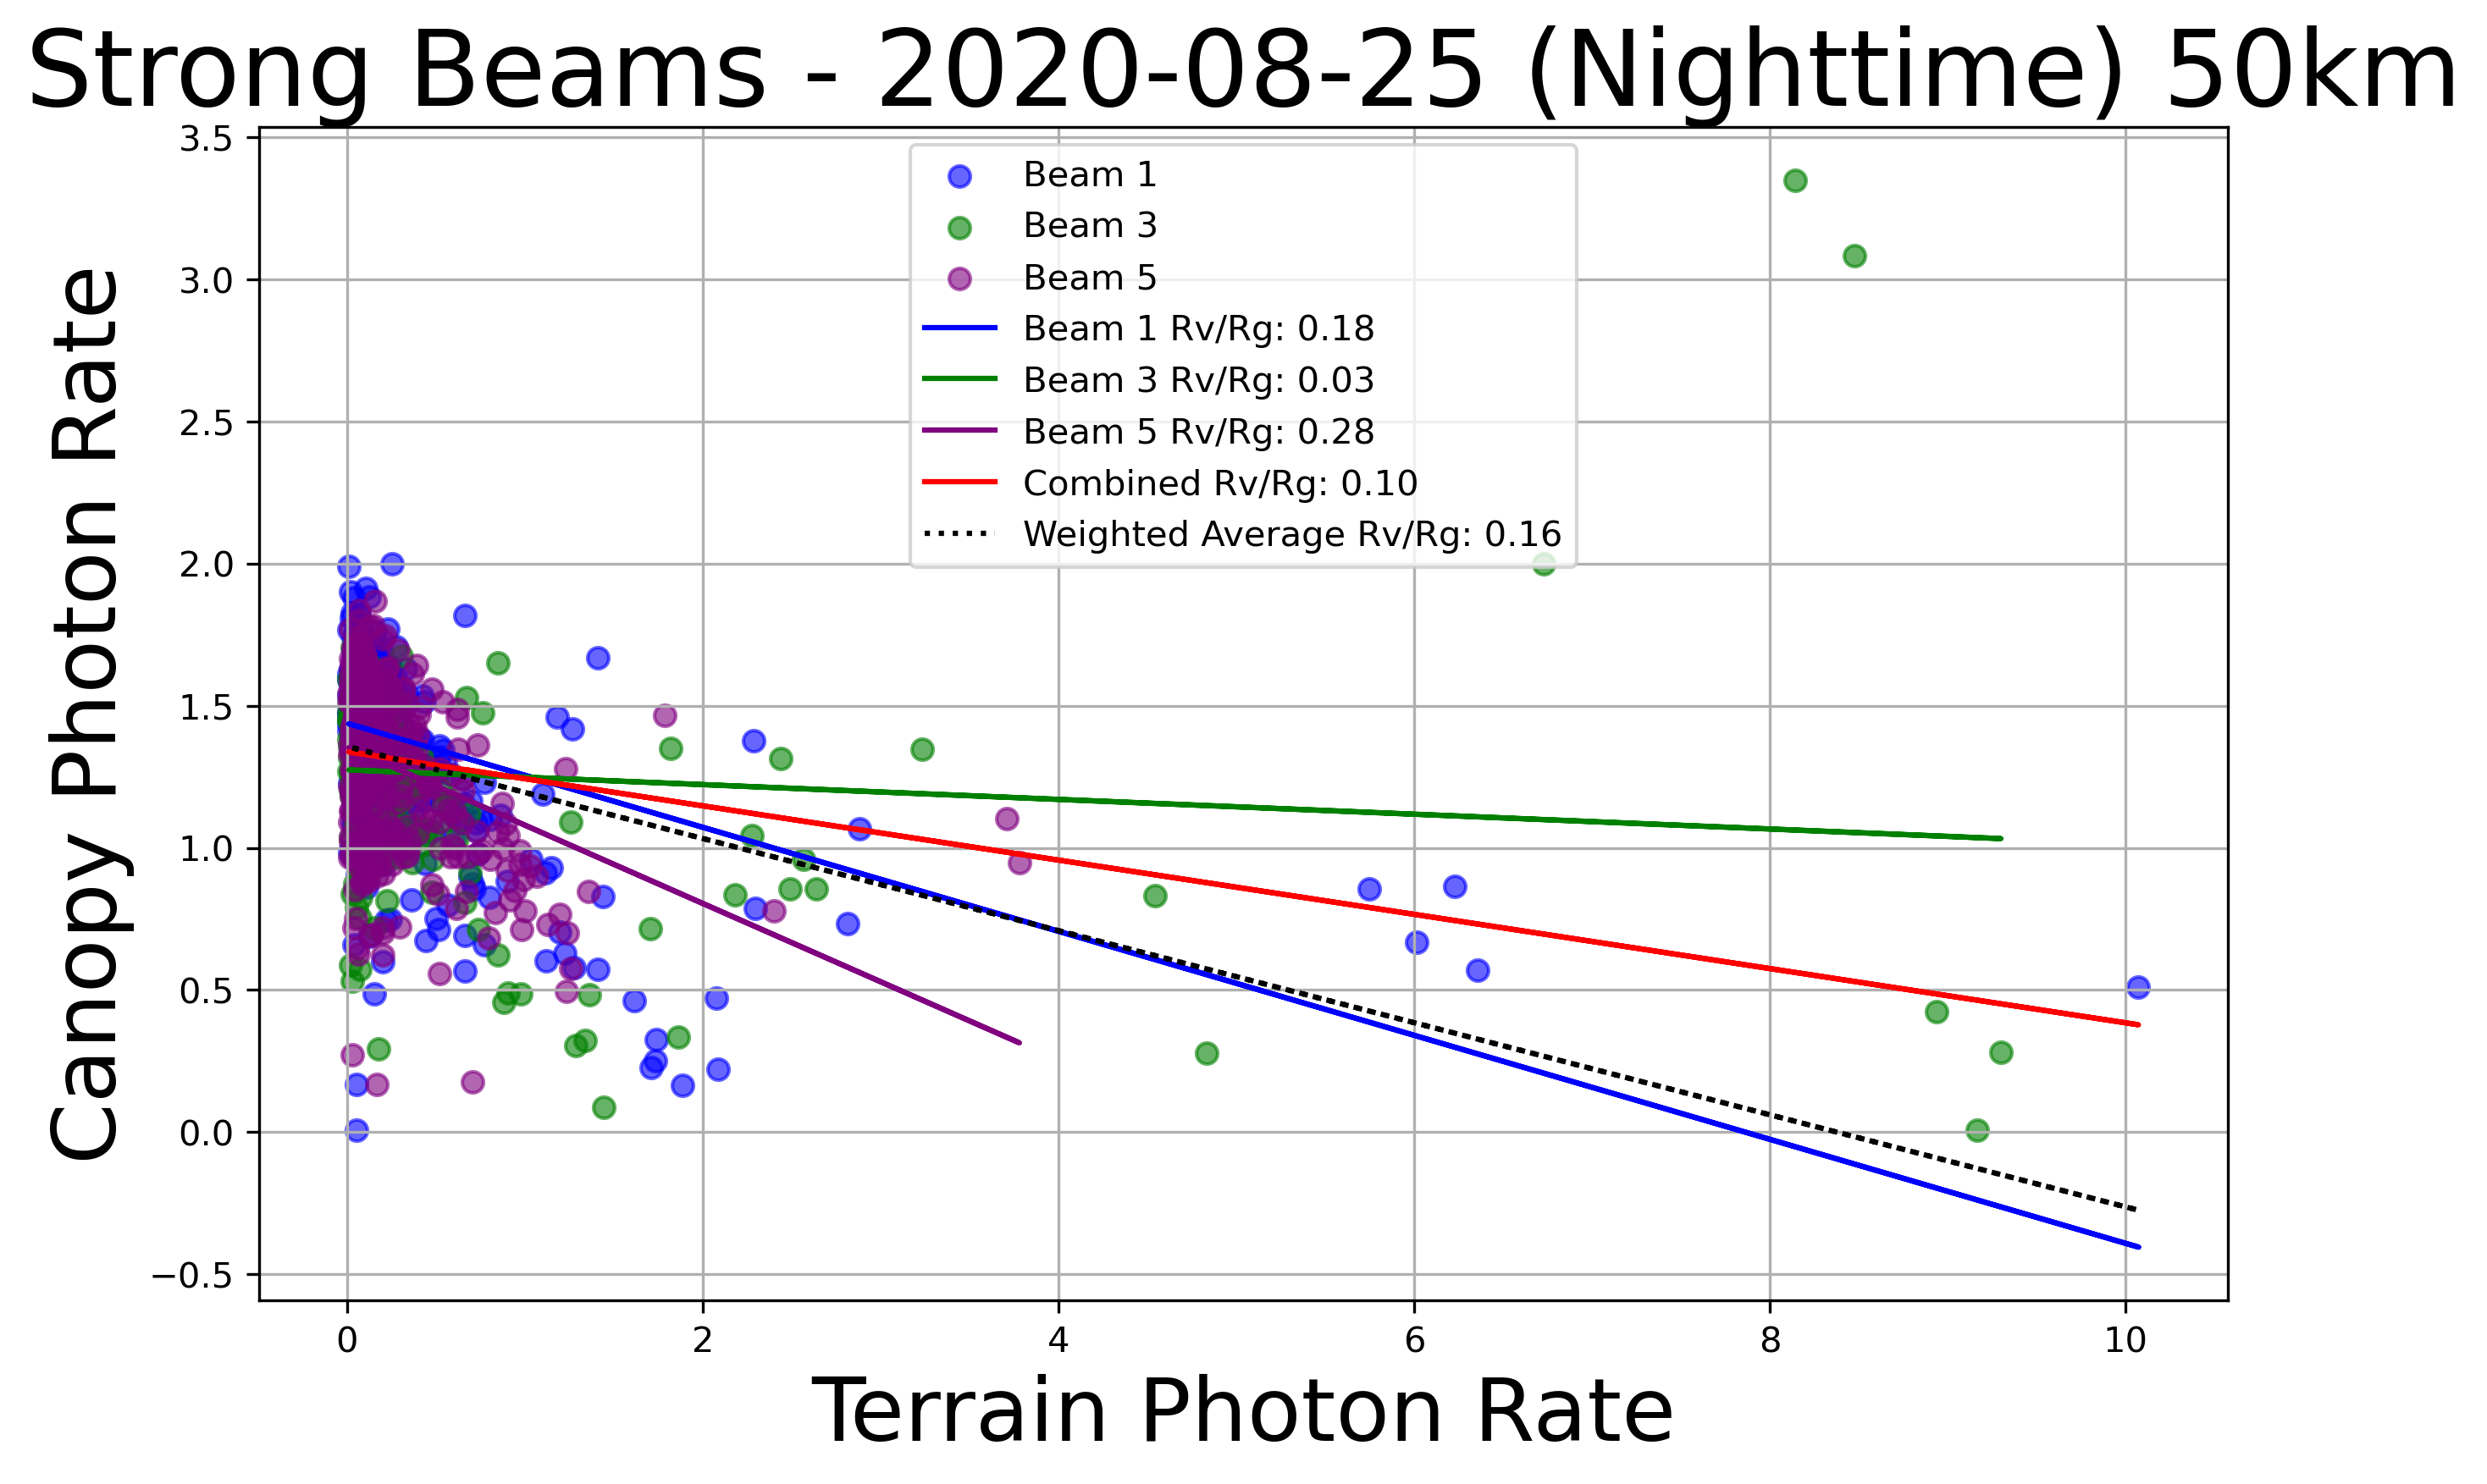 Strong Beams - 2020-08-25 (Nighttime) 50km
Canopy Photon Rate
3.5
3.0
2.5
2.0
1.5
1.0
0.5
0.0
−0.5
Beam 1
Beam 3
Beam 5
Beam 1 Rv/Rg: 0.18
Beam 3 Rv/Rg: 0.03
Beam 5 Rv/Rg: 0.28
Combined Rv/Rg: 0.10
Weighted Average Rv/Rg: 0.16
0 2 4 6 8 10
Terrain Photon Rate